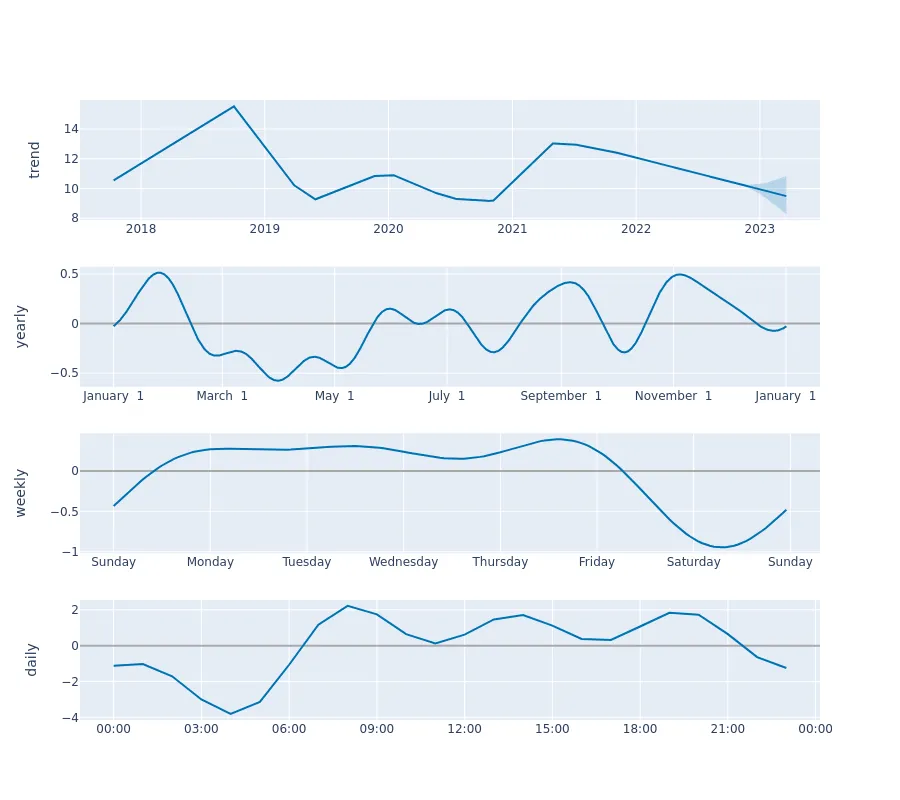 trend
14
12
10
8
2018 2019 2020 2021 2022 2023
yearly
0.5
0
−0.5
January 1 March 1 May 1 July 1 September 1 November 1 January 1
weekly
0
−0.5
−1
Sunday Monday Tuesday Wednesday Thursday Friday Saturday Sunday
daily
2
0
−2
−4
00:00 03:00 06:00 09:00 12:00 15:00 18:00 21:00 00:00